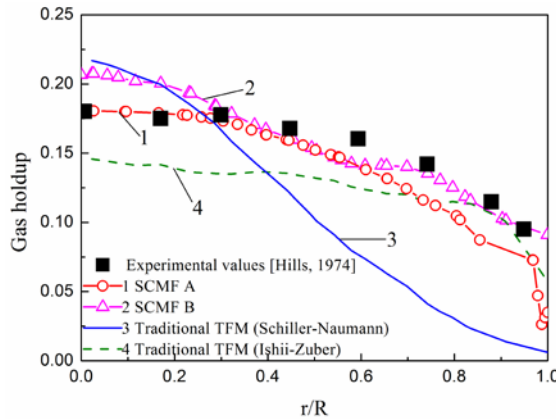 0.25
0.20
0.15
0.10
0.05
0.00
Gas holdup
2
1
4
3
Experimental values [Hills, 1974]
1 SCMF A
2 SCMF B
3 Traditional TFM (Schiller-Naumann)
4 Traditional TFM (Ishii-Zuber)
0.0 0.2 0.4 0.6 0.8 1.0
r/R